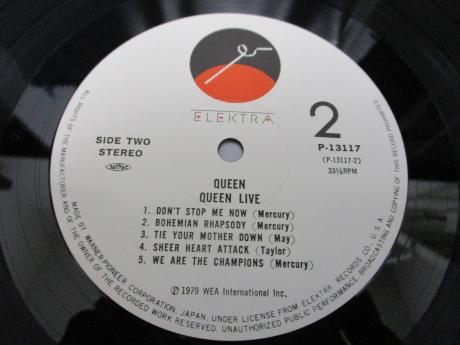 ELEKTRA
2
SIDE TWO
STEREO
P-13117
(P-13117-2)
33⅓RPM
QUEEN
QUEEN LIVE
1. DON'T STOP ME NOW (Mercury)
2. BOHEMIAN RHAPSODY (Mercury)
3. TIE YOUR MOTHER DOWN (May)
4. SHEER HEART ATTACK (Taylor)
5. WE ARE THE CHAMPIONS (Mercury)
Ⓟ 1979 WEA International Inc.
ALL RIGHTS OF THE MANUFACTURER AND OF THE OWNER OF THE RECORDED WORK RESERVED. UNAUTHORIZED PUBLIC PERFORMANCE, BROADCASTING AND COPYING OF THIS RECORD PROHIBITED.
MADE BY WARNER-PIONEER CORPORATION, JAPAN. UNDER LICENSE FROM ELEKTRA RECORDS CO., U.S.A.